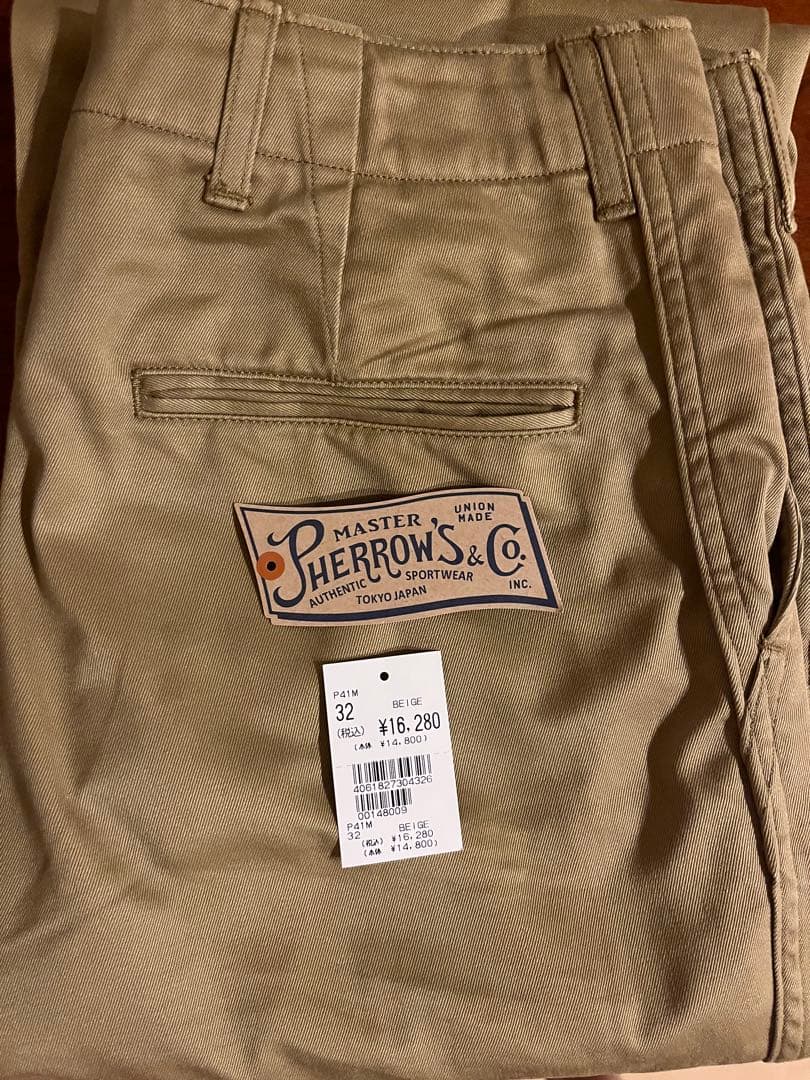 MASTER
UNION
MADE
PHERROW'S & Co.
AUTHENTIC SPORTWEAR
INC.
TOKYO JAPAN
P41M
32 BEIGE
(税込) ¥16,280
(本体 ¥14,800)
4061827304326
00148009
P41M BEIGE
32
(税込) ¥16,280
(本体 ¥14,800)